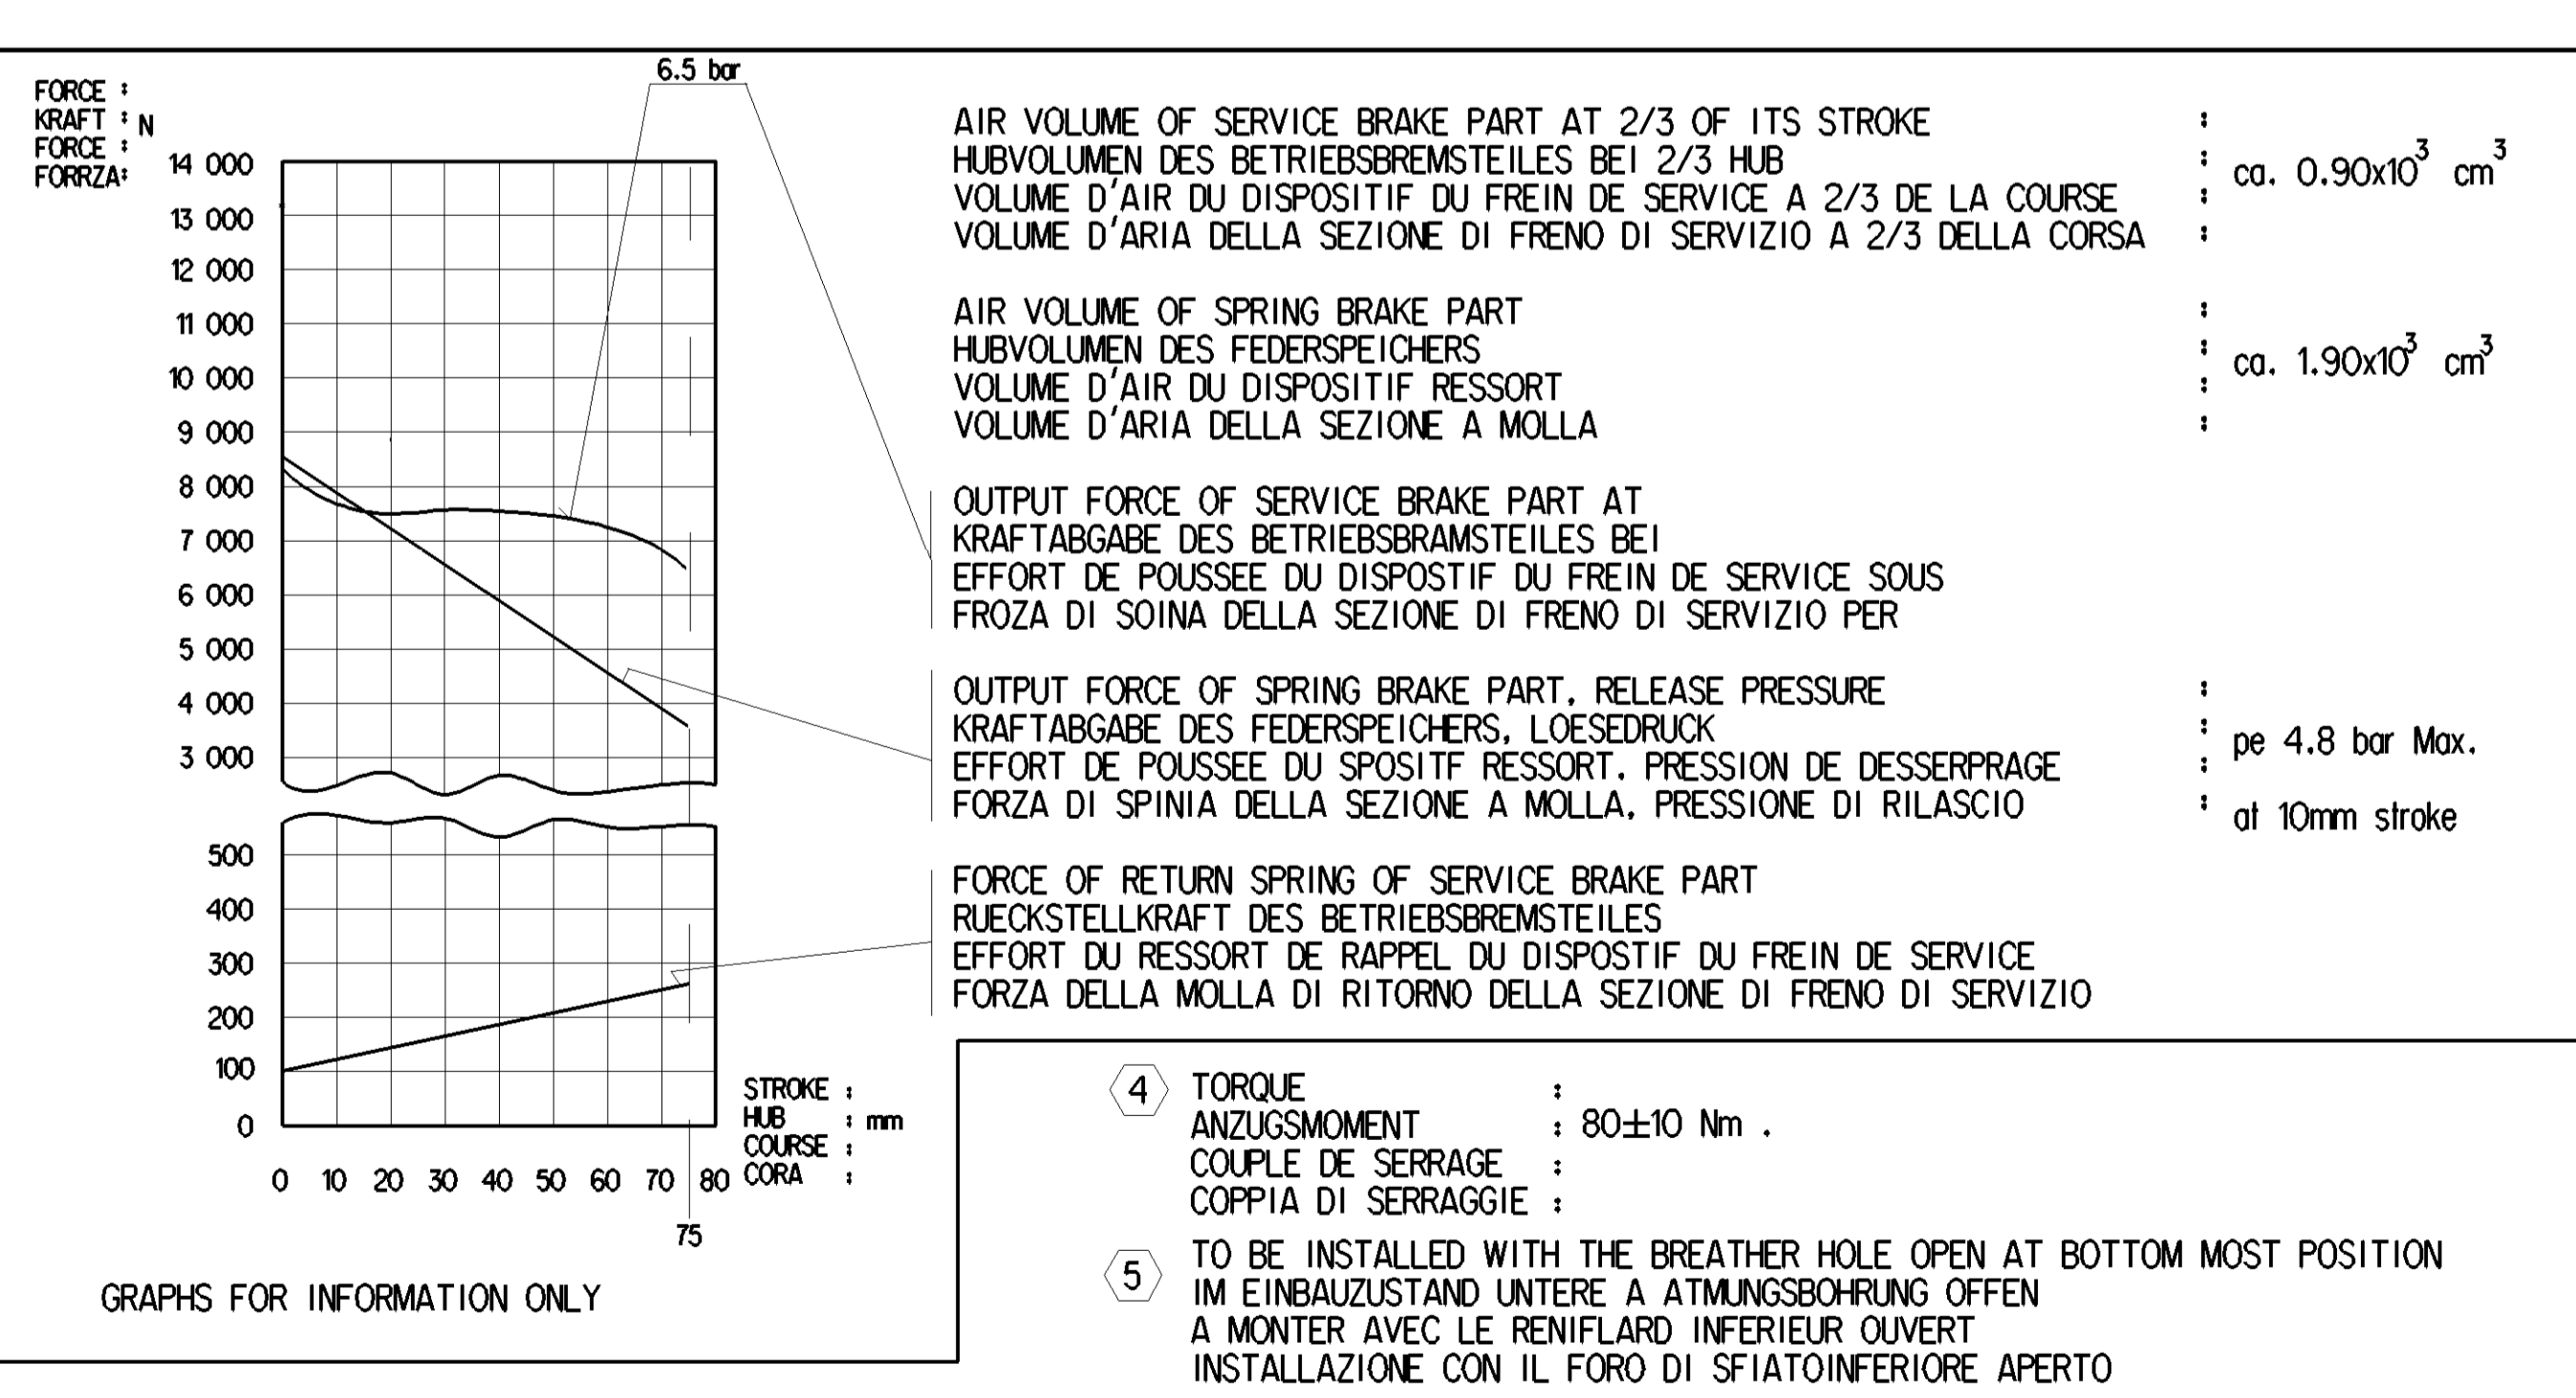 6.5 bar
FORCE :
KRAFT : N
FORCE :
FORRZA:
14 000
13 000
12 000
11 000
10 000
9 000
8 000
7 000
6 000
5 000
4 000
3 000
500
400
300
200
100
0
0 10 20 30 40 50 60 70 80
75
STROKE :
HUB : mm
COURSE :
CORA :
GRAPHS FOR INFORMATION ONLY
AIR VOLUME OF SERVICE BRAKE PART AT 2/3 OF ITS STROKE :
HUBVOLUMEN DES BETRIEBSBREMSTEILES BEI 2/3 HUB :
VOLUME D'AIR DU DISPOSITIF DU FREIN DE SERVICE A 2/3 DE LA COURSE :
VOLUME D'ARIA DELLA SEZIONE DI FRENO DI SERVIZIO A 2/3 DELLA CORSA :
ca. 0.90x10³ cm³
AIR VOLUME OF SPRING BRAKE PART :
HUBVOLUMEN DES FEDERSPEICHERS :
VOLUME D'AIR DU DISPOSITIF RESSORT :
VOLUME D'ARIA DELLA SEZIONE A MOLLA :
ca. 1.90x10³ cm³
OUTPUT FORCE OF SERVICE BRAKE PART AT
KRAFTABGABE DES BETRIEBSBRAMSTEILES BEI
EFFORT DE POUSSEE DU DISPOSTIF DU FREIN DE SERVICE SOUS
FROZA DI SOINA DELLA SEZIONE DI FRENO DI SERVIZIO PER
OUTPUT FORCE OF SPRING BRAKE PART, RELEASE PRESSURE :
KRAFTABGABE DES FEDERSPEICHERS, LOESEDRUCK :
EFFORT DE POUSSEE DU SPOSITF RESSORT. PRESSION DE DESSERPRAGE :
FORZA DI SPINIA DELLA SEZIONE A MOLLA. PRESSIONE DI RILASCIO :
pe 4.8 bar Max.
at 10mm stroke
FORCE OF RETURN SPRING OF SERVICE BRAKE PART
RUECKSTELLKRAFT DES BETRIEBSBREMSTEILES
EFFORT DU RESSORT DE RAPPEL DU DISPOSTIF DU FREIN DE SERVICE
FORZA DELLA MOLLA DI RITORNO DELLA SEZIONE DI FRENO DI SERVIZIO
4 TORQUE :
ANZUGSMOMENT : 80±10 Nm .
COUPLE DE SERRAGE :
COPPIA DI SERRAGGIE :
5 TO BE INSTALLED WITH THE BREATHER HOLE OPEN AT BOTTOM MOST POSITION
IM EINBAUZUSTAND UNTERE A ATMUNGSBOHRUNG OFFEN
A MONTER AVEC LE RENIFLARD INFERIEUR OUVERT
INSTALLAZIONE CON IL FORO DI SFIATOINFERIORE APERTO